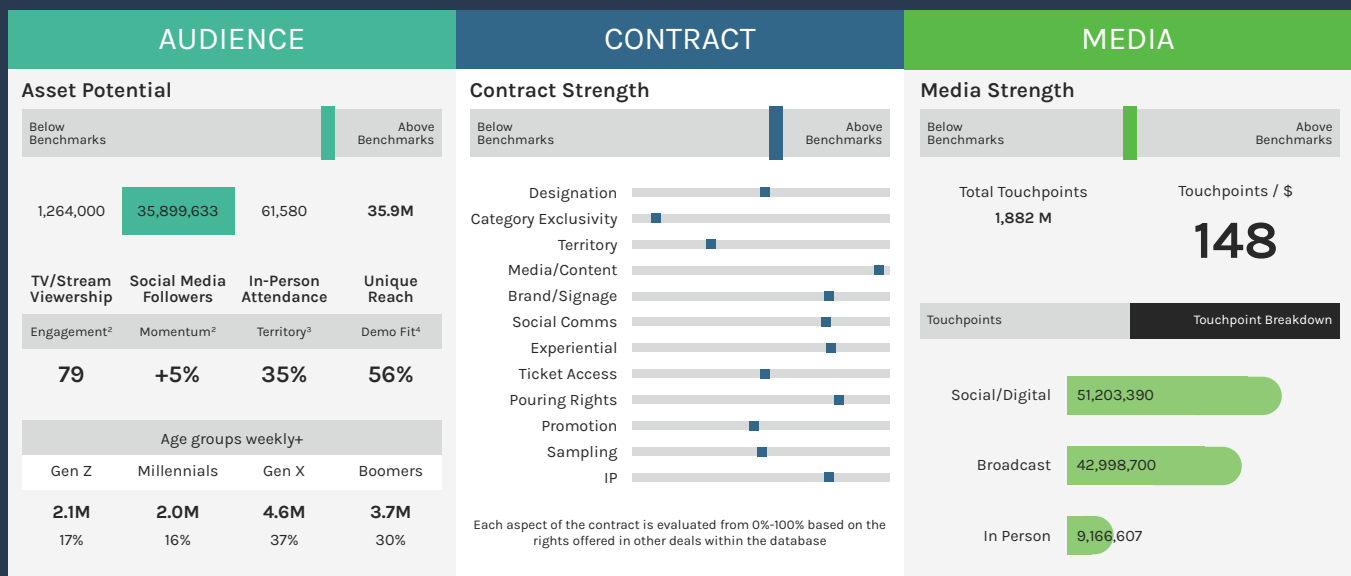 AUDIENCE
Asset Potential
Below
Benchmarks
Above
Benchmarks
1,264,000
35,899,633
61,580
35.9M
TV/Stream
Viewership
Social Media
Followers
In-Person
Attendance
Unique
Reach
Engagement²
Momentum²
Territory³
Demo Fit⁴
79
+5%
35%
56%
Age groups weekly+
Gen Z
Millennials
Gen X
Boomers
2.1M
2.0M
4.6M
3.7M
17%
16%
37%
30%
CONTRACT
Contract Strength
Below
Benchmarks
Above
Benchmarks
Designation
Category Exclusivity
Territory
Media/Content
Brand/Signage
Social Comms
Experiential
Ticket Access
Pouring Rights
Promotion
Sampling
IP
Each aspect of the contract is evaluated from 0%-100% based on the
rights offered in other deals within the database
MEDIA
Media Strength
Below
Benchmarks
Above
Benchmarks
Total Touchpoints
1,882 M
Touchpoints / $
148
Touchpoints
Touchpoint Breakdown
Social/Digital
51,203,390
Broadcast
42,998,700
In Person
9,166,607